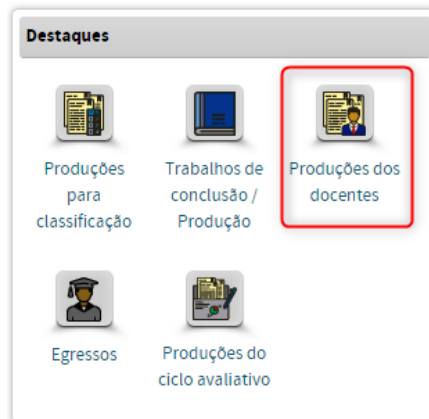 Destaques
Produções
para
classificação
Trabalhos de
conclusão /
Produção
Produções dos
docentes
Egressos
Produções do
ciclo avaliativo